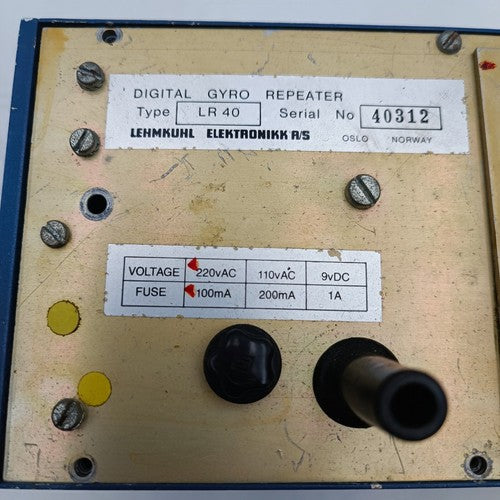 DIGITAL GYRO REPEATER
Type LR 40 Serial No 40312
LEHMKUHL ELEKTRONIKK A/S OSLO NORWAY
VOLTAGE 220vAC 110vAC 9vDC
FUSE 100mA 200mA 1A